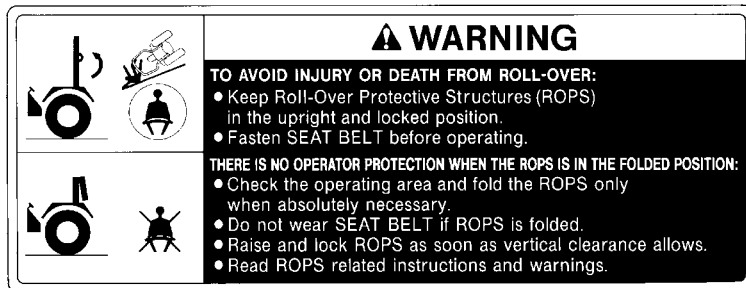 ⚠ WARNING
TO AVOID INJURY OR DEATH FROM ROLL-OVER:
● Keep Roll-Over Protective Structures (ROPS)
in the upright and locked position.
● Fasten SEAT BELT before operating.
THERE IS NO OPERATOR PROTECTION WHEN THE ROPS IS IN THE FOLDED POSITION:
● Check the operating area and fold the ROPS only
when absolutely necessary.
● Do not wear SEAT BELT if ROPS is folded.
● Raise and lock ROPS as soon as vertical clearance allows.
● Read ROPS related instructions and warnings.